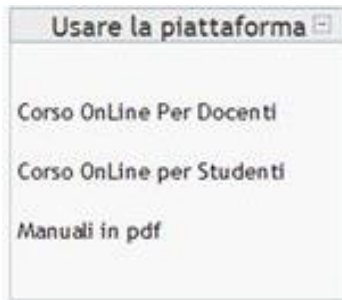 Usare la piattaforma
Corso OnLine Per Docenti
Corso OnLine per Studenti
Manuali in pdf